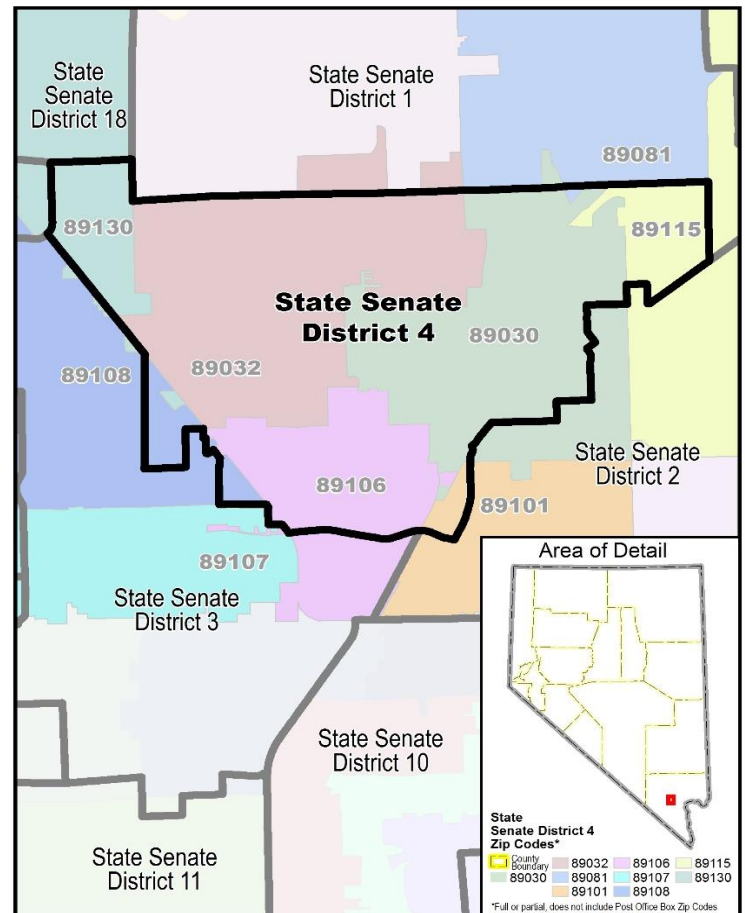 State
Senate
District 18
State Senate
District 1
89081
89130
89115
State Senate
District 4
89030
89032
89108
State Senate
District 2
89106
89101
89107
State Senate
District 3
State Senate
District 10
State Senate
District 11
Area of Detail
State
Senate District 4
Zip Codes*
County
Boundary
89032 89106 89115
89030 89081 89107 89130
89101 89108
*Full or partial, does not include Post Office Box Zip Codes